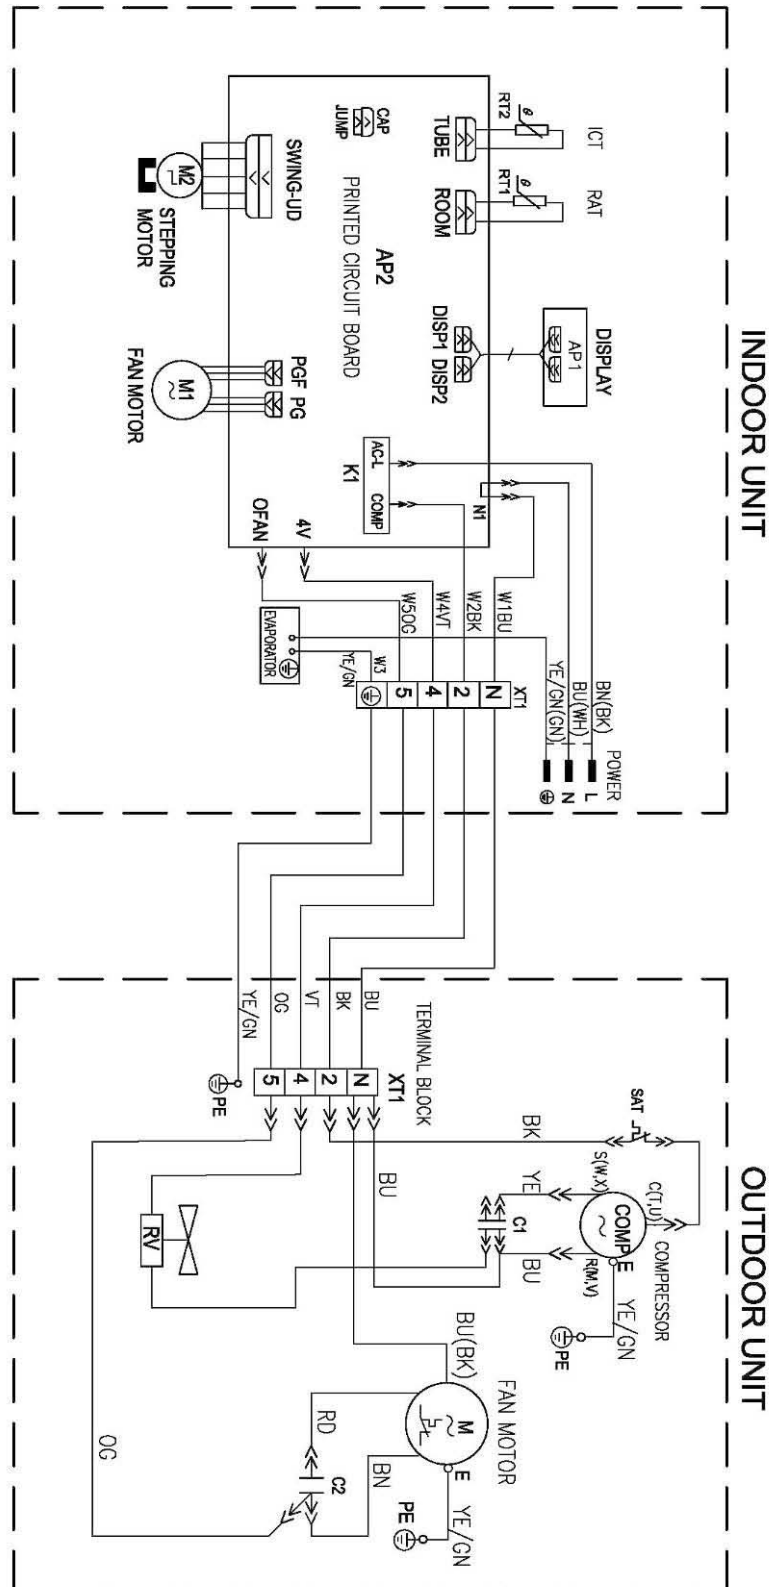 INDOOR UNIT
ICT
RT2
θ
RAT
RT1
θ
TUBE
ROOM
CAP
JUMP
SWING-UD
M2
STEPPING
MOTOR
AP2
PRINTED CIRCUIT BOARD
DISPLAY
AP1
DISP1 DISP2
PGF PG
M1
FAN MOTOR
AC-L
COMP
K1
N1
4V
OFAN
EVAPORATOR
W1BU
W2BK
W4VT
W5OG
W3
YE/GN
XT1
N
2
4
5
BN(BK)
BU(WH)
YE/GN(GN)
POWER
L
N
OUTDOOR UNIT
BU
BK
VT
OG
YE/GN
TERMINAL BLOCK
XT1
N
2
4
5
PE
BK
SAT
BU
S(W,X)
C(T,U)
R(M,V)
COMP
E
COMPRESSOR
YE
C1
BU
YE/GN
PE
RV
BU(BK)
FAN MOTOR
M
E
RD
BN
C2
OG
YE/GN
PE